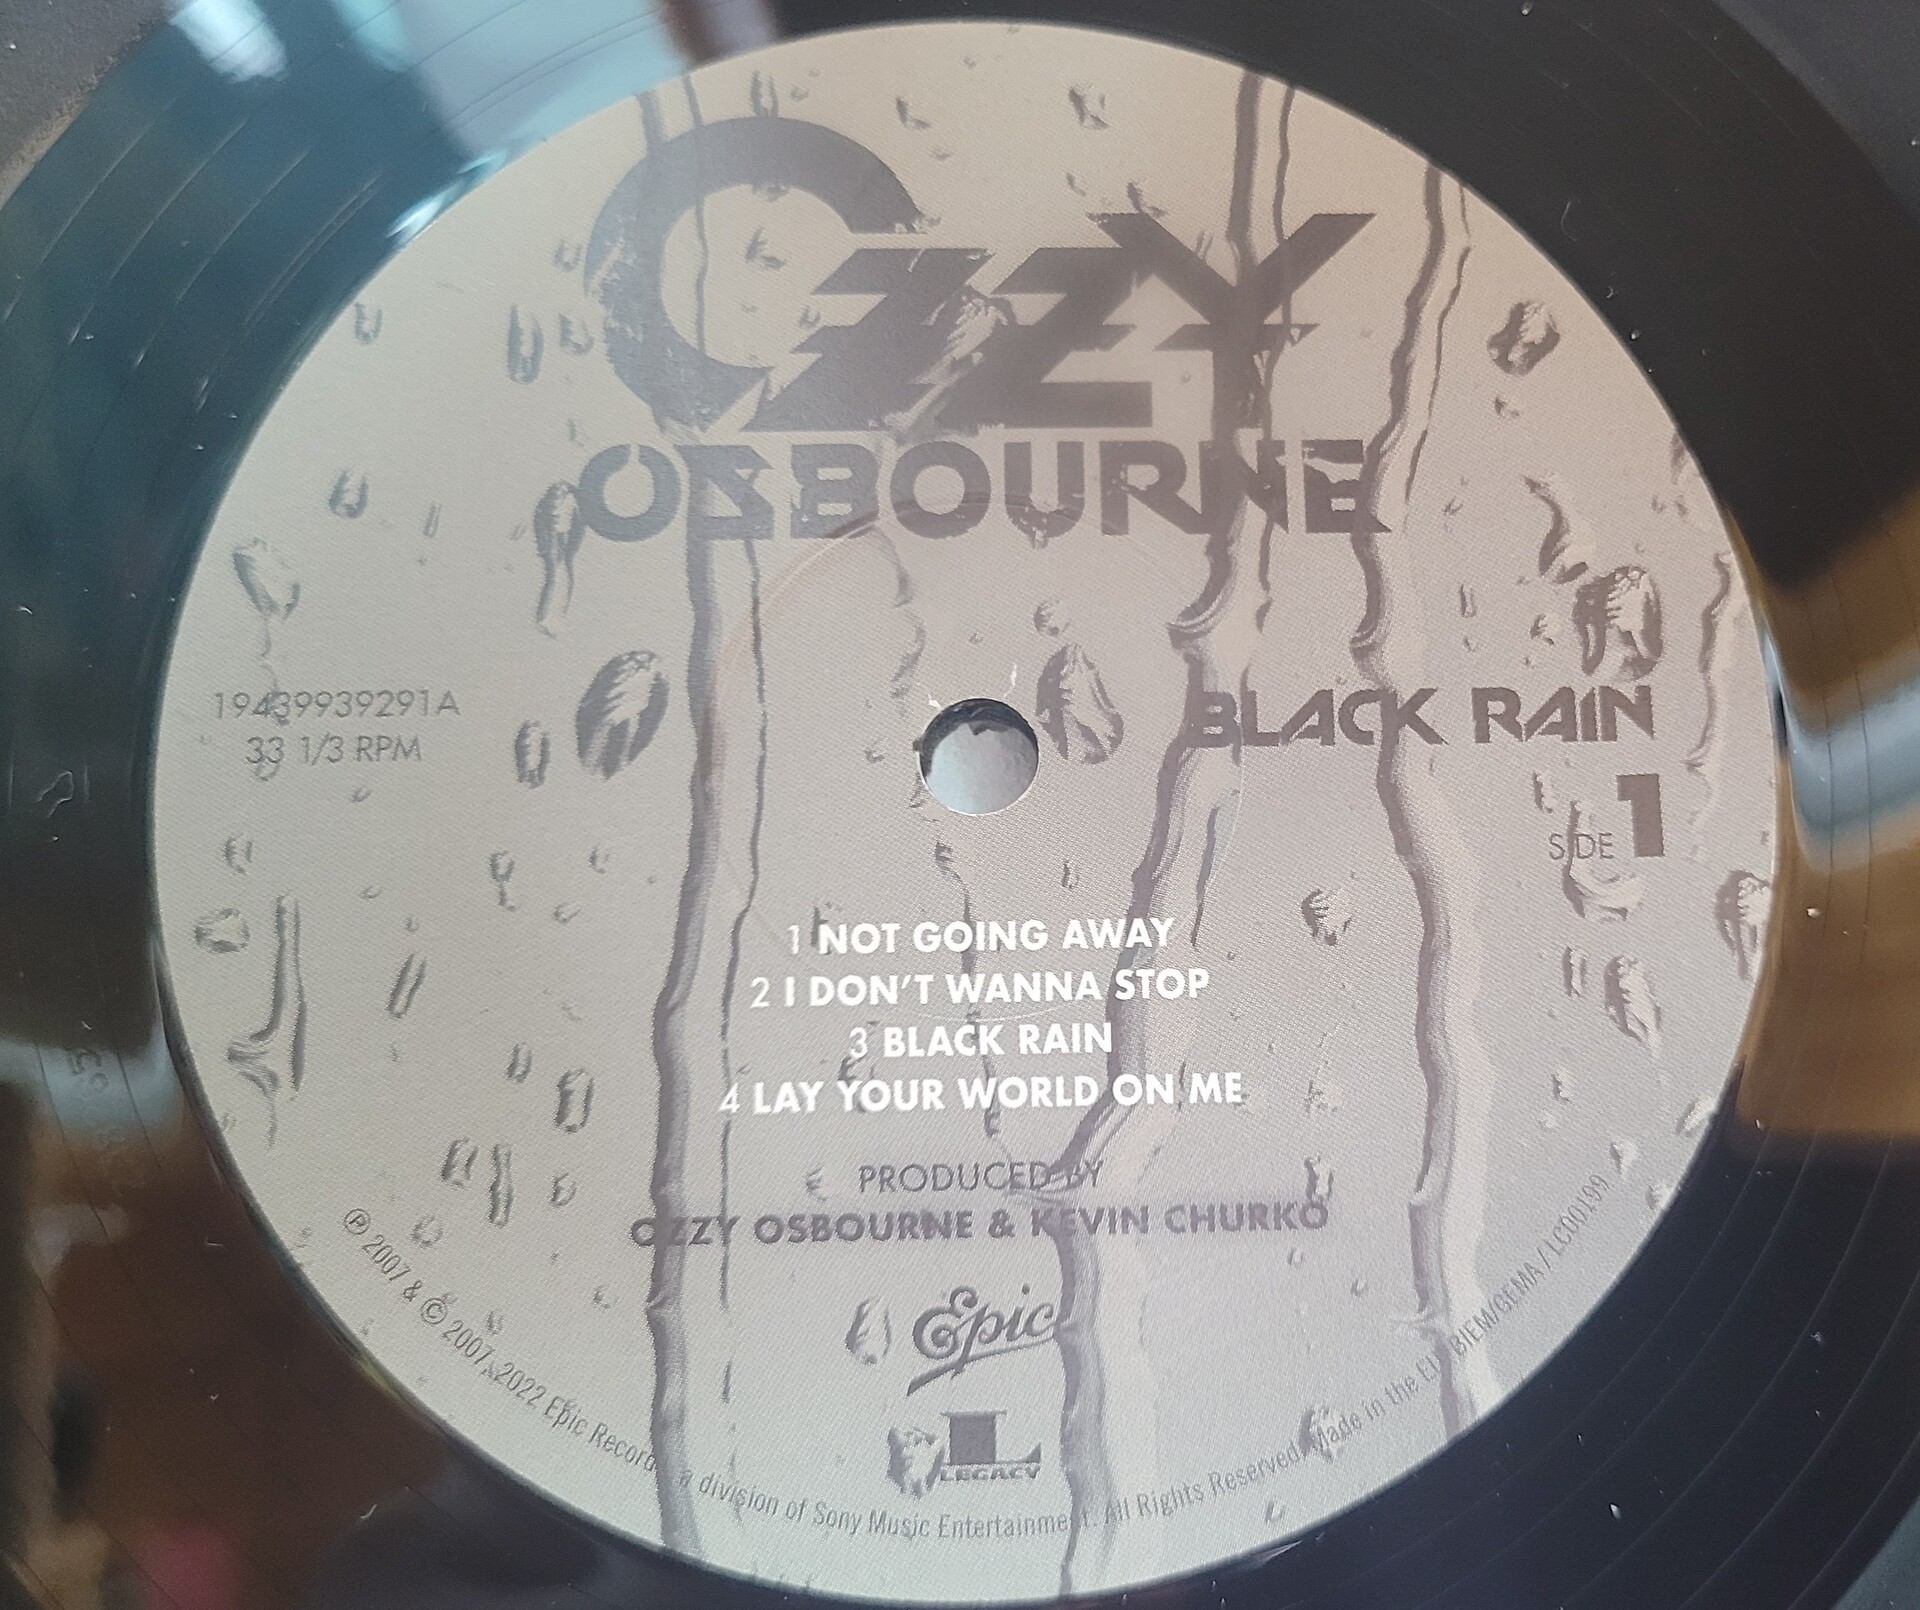 OZZY
OSBOURNE
19439939291A
33 1/3 RPM
BLACK RAIN
SIDE 1
1 NOT GOING AWAY
2 I DON'T WANNA STOP
3 BLACK RAIN
4 LAY YOUR WORLD ON ME
PRODUCED BY
OZZY OSBOURNE & KEVIN CHURKO
Epic
L
LEGACY
℗ 2007 & © 2007, 2022 Epic Records, a division of Sony Music Entertainment. All Rights Reserved. Made in the EU. BIEM/GEMA / LC00199